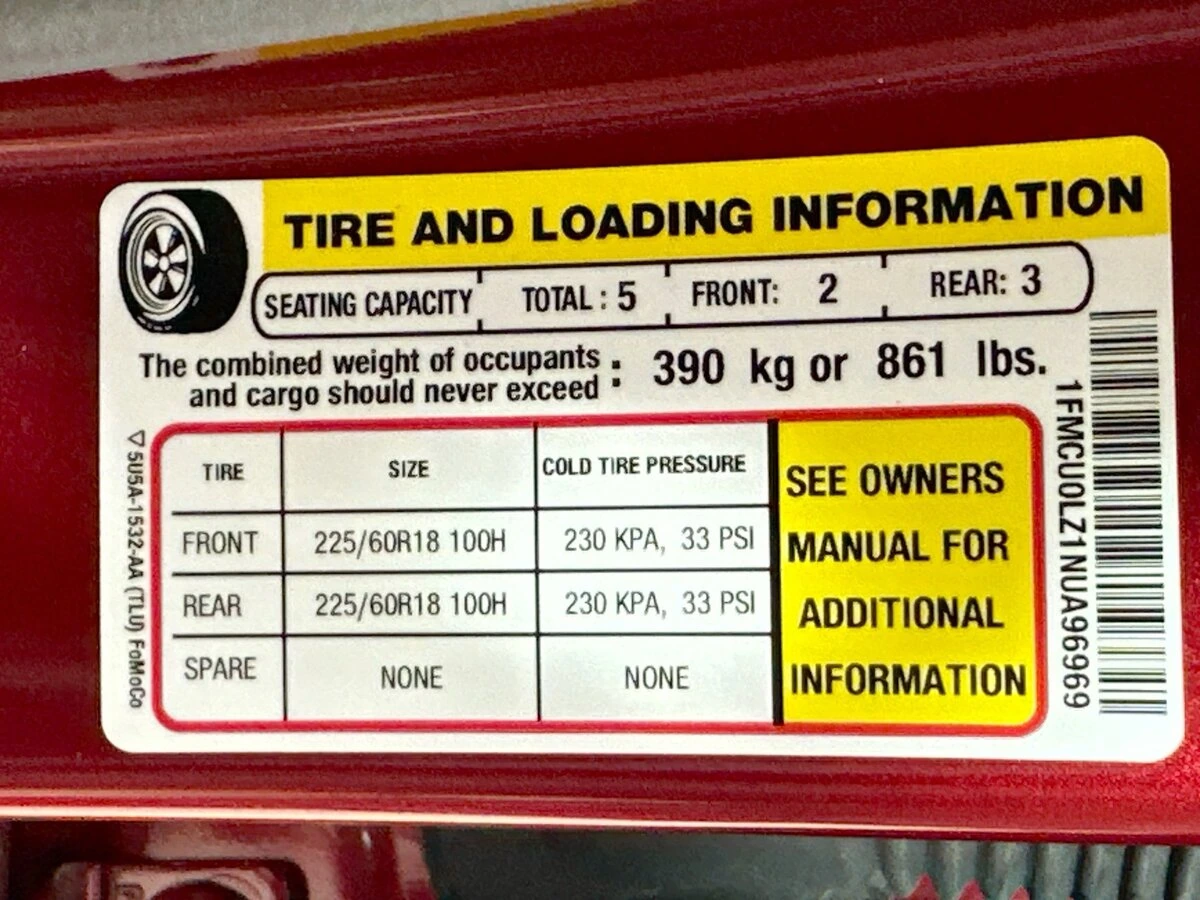 TIRE AND LOADING INFORMATION
SEATING CAPACITY TOTAL : 5 FRONT: 2 REAR: 3
The combined weight of occupants
and cargo should never exceed : 390 kg or 861 lbs.
TIRE SIZE COLD TIRE PRESSURE
FRONT 225/60R18 100H 230 KPA, 33 PSI
REAR 225/60R18 100H 230 KPA, 33 PSI
SPARE NONE NONE
SEE OWNERS
MANUAL FOR
ADDITIONAL
INFORMATION
5U5A-1532-AA (TLU) FoMoCo
1FMCU0LZ1NUA96969